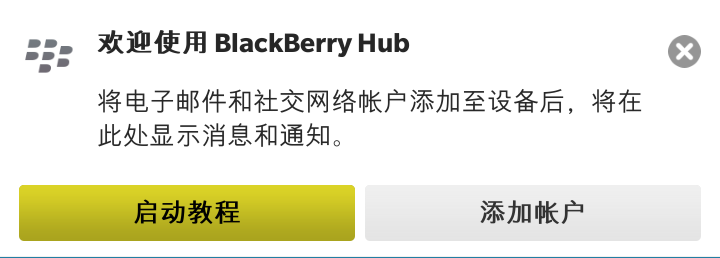 欢迎使用 BlackBerry Hub
将电子邮件和社交网络帐户添加至设备后，将在
此处显示消息和通知。
启动教程
添加帐户